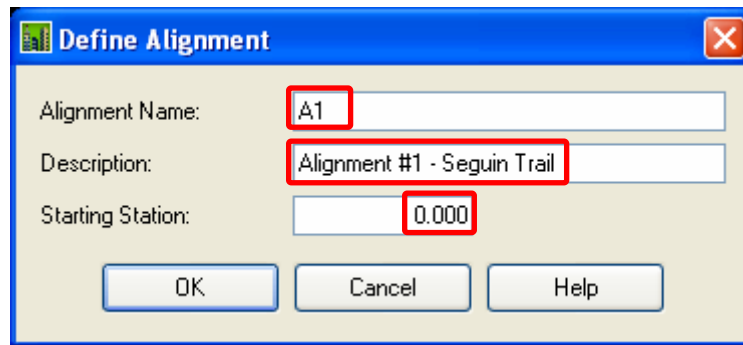 Define Alignment
Alignment Name: A1
Description: Alignment #1 - Seguin Trail
Starting Station: 0.000
OK Cancel Help